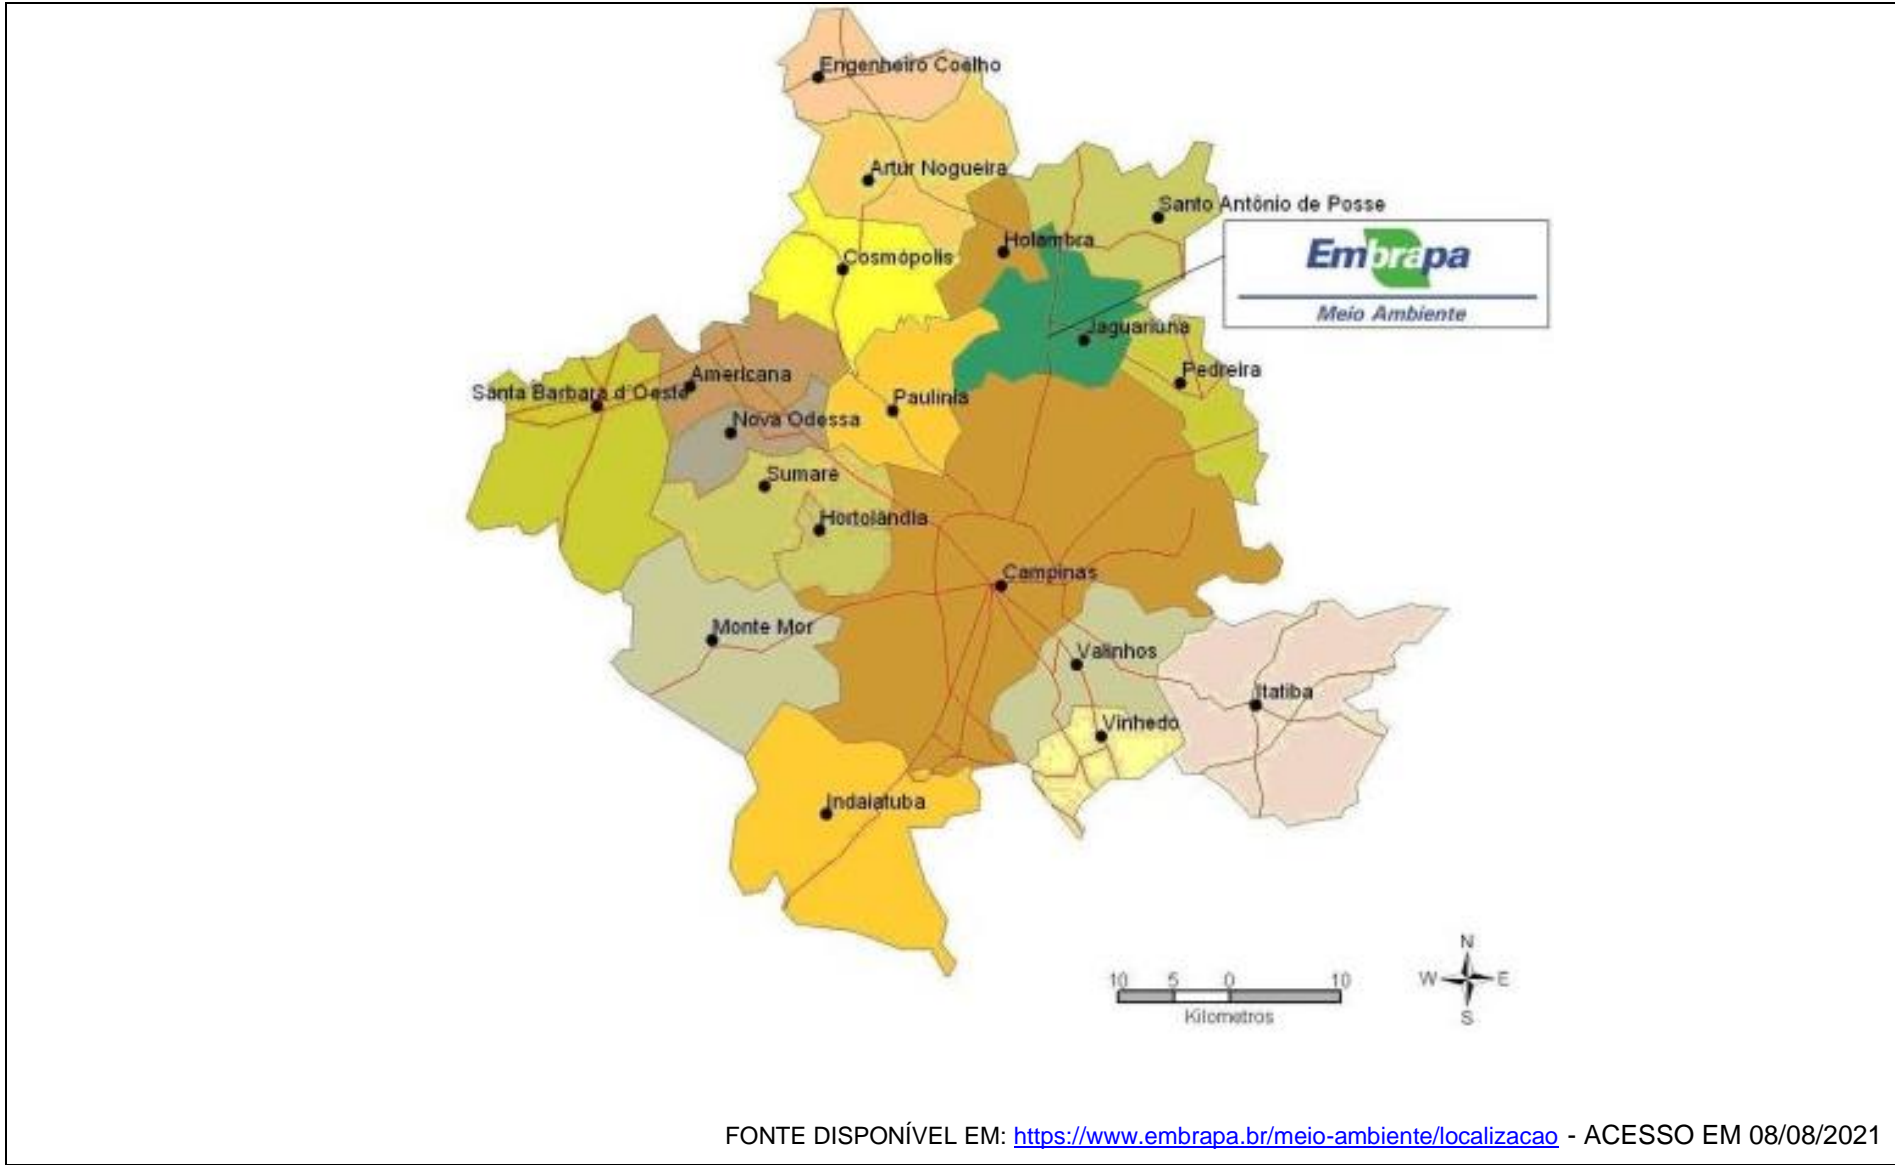 Engenheiro Coelho
Artur Nogueira
Santo Antônio de Posse
Holambra
Cosmópolis
Embrapa
Meio Ambiente
Jaguariuna
Pedreira
Americana
Santa Barbara d'Oeste
Paulinia
Nova Odessa
Sumare
Hortolândia
Campinas
Monte Mor
Valinhos
Itatiba
Vinhedo
Indaiatuba
N
W E
S
10 5 0 10
Kilometros
FONTE DISPONÍVEL EM: https://www.embrapa.br/meio-ambiente/localizacao - ACESSO EM 08/08/2021